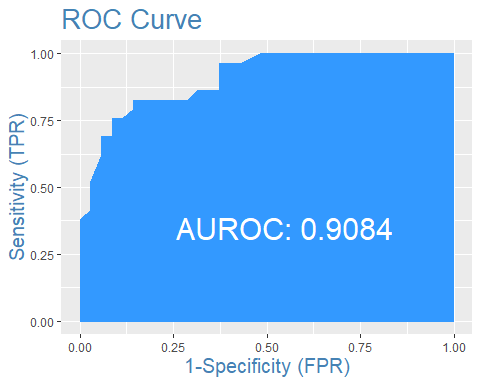 ROC Curve
1.00
0.75
0.50
0.25
0.00
Sensitivity (TPR)
AUROC: 0.9084
0.00 0.25 0.50 0.75 1.00
1-Specificity (FPR)